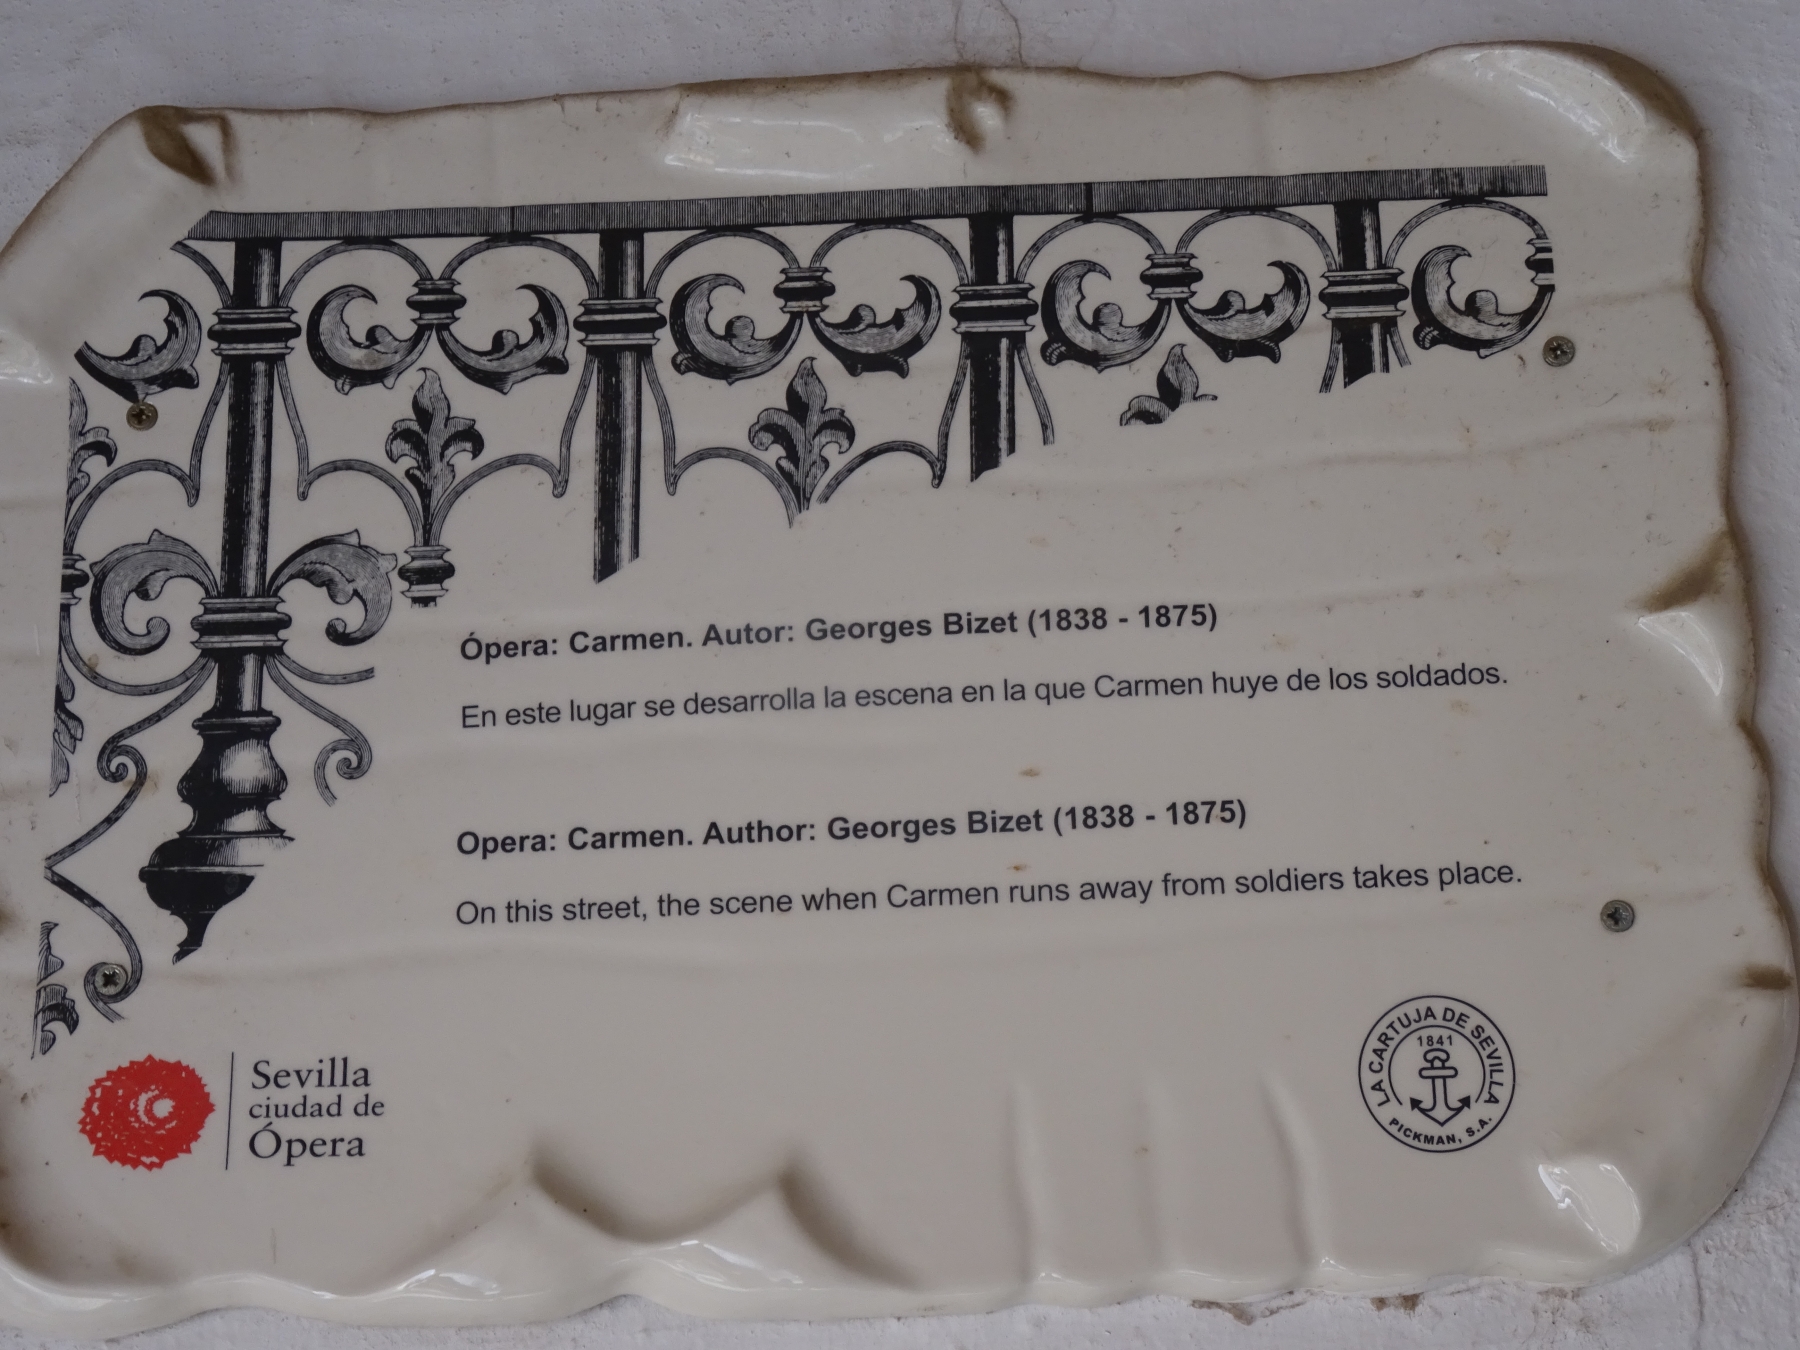 Ópera: Carmen. Autor: Georges Bizet (1838 - 1875)
En este lugar se desarrolla la escena en la que Carmen huye de los soldados.
Opera: Carmen. Author: Georges Bizet (1838 - 1875)
On this street, the scene when Carmen runs away from soldiers takes place.
Sevilla
ciudad de
Ópera
LA CARTUJA DE SEVILLA
1841
PICKMAN, S.A.